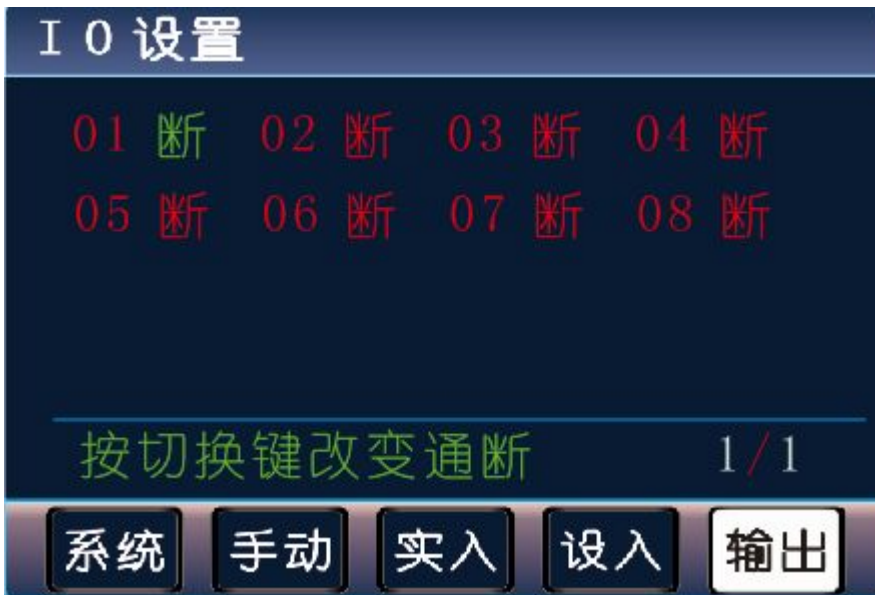 IO设置
01 断 02 断 03 断 04 断
05 断 06 断 07 断 08 断
按切换键改变通断 1/1
系统 手动 实入 设入 输出